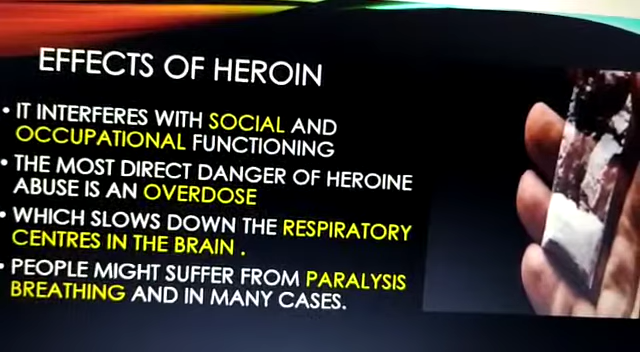 EFFECTS OF HEROIN
• IT INTERFERES WITH SOCIAL AND
OCCUPATIONAL FUNCTIONING
• THE MOST DIRECT DANGER OF HEROINE
ABUSE IS AN OVERDOSE
• WHICH SLOWS DOWN THE RESPIRATORY
CENTRES IN THE BRAIN .
• PEOPLE MIGHT SUFFER FROM PARALYSIS
BREATHING AND IN MANY CASES.